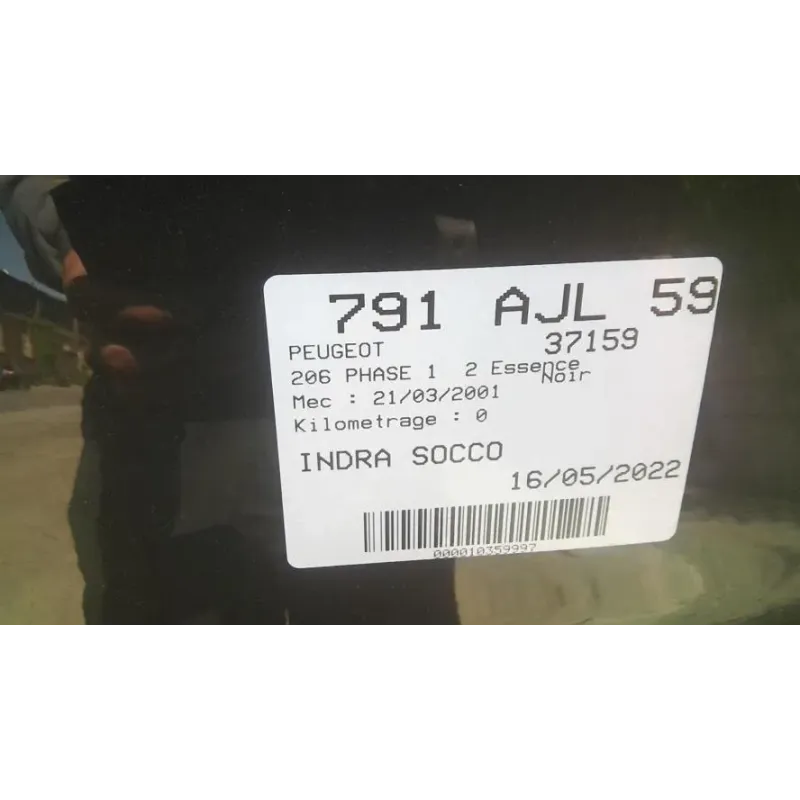 791 AJL 59
PEUGEOT 37159
206 PHASE 1 2 Essence
Noir
Mec : 21/03/2001
Kilometrage : 0
INDRA SOCCO
16/05/2022
000010359997